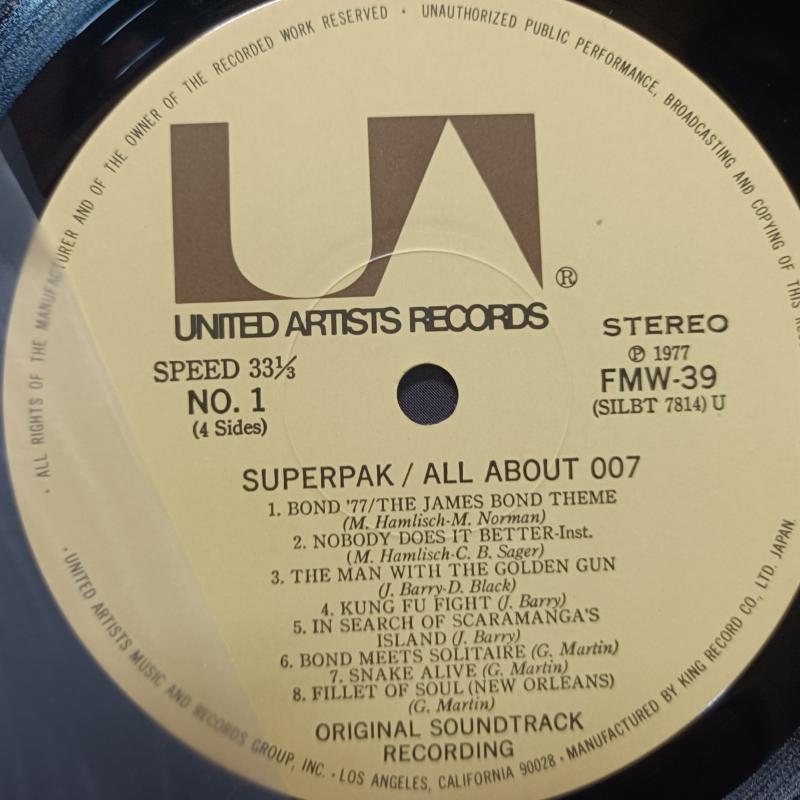 · ALL RIGHTS OF THE MANUFACTURER AND OF THE OWNER OF THE RECORDED WORK RESERVED · UNAUTHORIZED PUBLIC PERFORMANCE, BROADCASTING AND COPYING OF THIS
UA
®
UNITED ARTISTS RECORDS
SPEED 33⅓
NO. 1
(4 Sides)
STEREO
℗ 1977
FMW-39
(SILBT 7814) U
SUPERPAK / ALL ABOUT 007
1. BOND '77/THE JAMES BOND THEME
(M. Hamlisch-M. Norman)
2. NOBODY DOES IT BETTER-Inst.
(M. Hamlisch-C. B. Sager)
3. THE MAN WITH THE GOLDEN GUN
(J. Barry-D. Black)
4. KUNG FU FIGHT (J. Barry)
5. IN SEARCH OF SCARAMANGA'S
ISLAND (J. Barry)
6. BOND MEETS SOLITAIRE (G. Martin)
7. SNAKE ALIVE (G. Martin)
8. FILLET OF SOUL (NEW ORLEANS)
(G. Martin)
ORIGINAL SOUNDTRACK
RECORDING
· UNITED ARTISTS MUSIC AND RECORDS GROUP, INC. · LOS ANGELES, CALIFORNIA 90028 · MANUFACTURED BY KING RECORD CO., LTD. JAPAN.